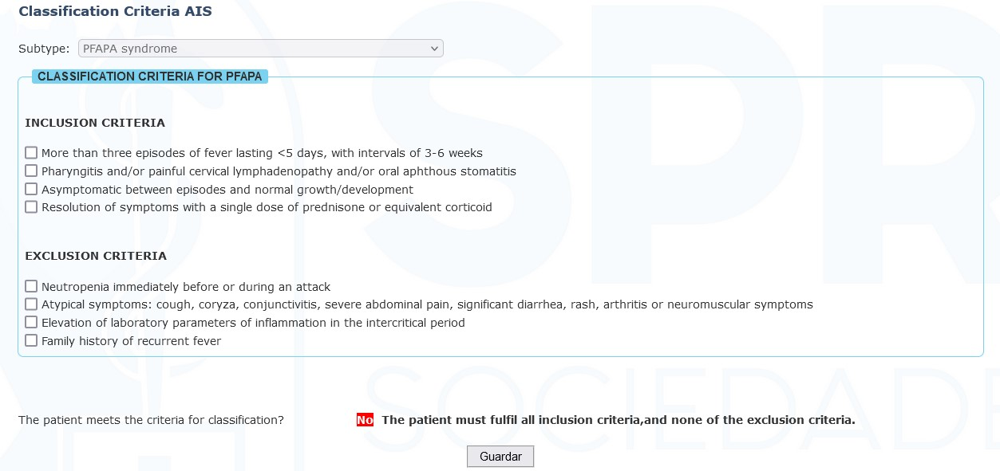 Classification Criteria AIS
Subtype: PFAPA syndrome
CLASSIFICATION CRITERIA FOR PFAPA
INCLUSION CRITERIA
More than three episodes of fever lasting <5 days, with intervals of 3-6 weeks
Pharyngitis and/or painful cervical lymphadenopathy and/or oral aphthous stomatitis
Asymptomatic between episodes and normal growth/development
Resolution of symptoms with a single dose of prednisone or equivalent corticoid
EXCLUSION CRITERIA
Neutropenia immediately before or during an attack
Atypical symptoms: cough, coryza, conjunctivitis, severe abdominal pain, significant diarrhea, rash, arthritis or neuromuscular symptoms
Elevation of laboratory parameters of inflammation in the intercritical period
Family history of recurrent fever
SPR
SOCIEDADE
The patient meets the criteria for classification? No The patient must fulfil all inclusion criteria,and none of the exclusion criteria.
Guardar